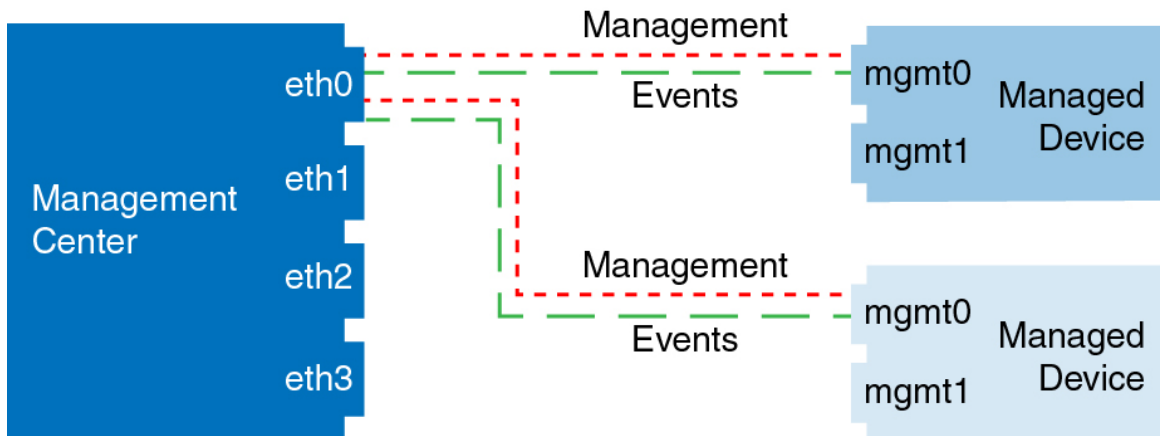 Management
Center
eth0
eth1
eth2
eth3
Management
Events
mgmt0
mgmt1
Managed
Device
Management
Events
mgmt0
mgmt1
Managed
Device